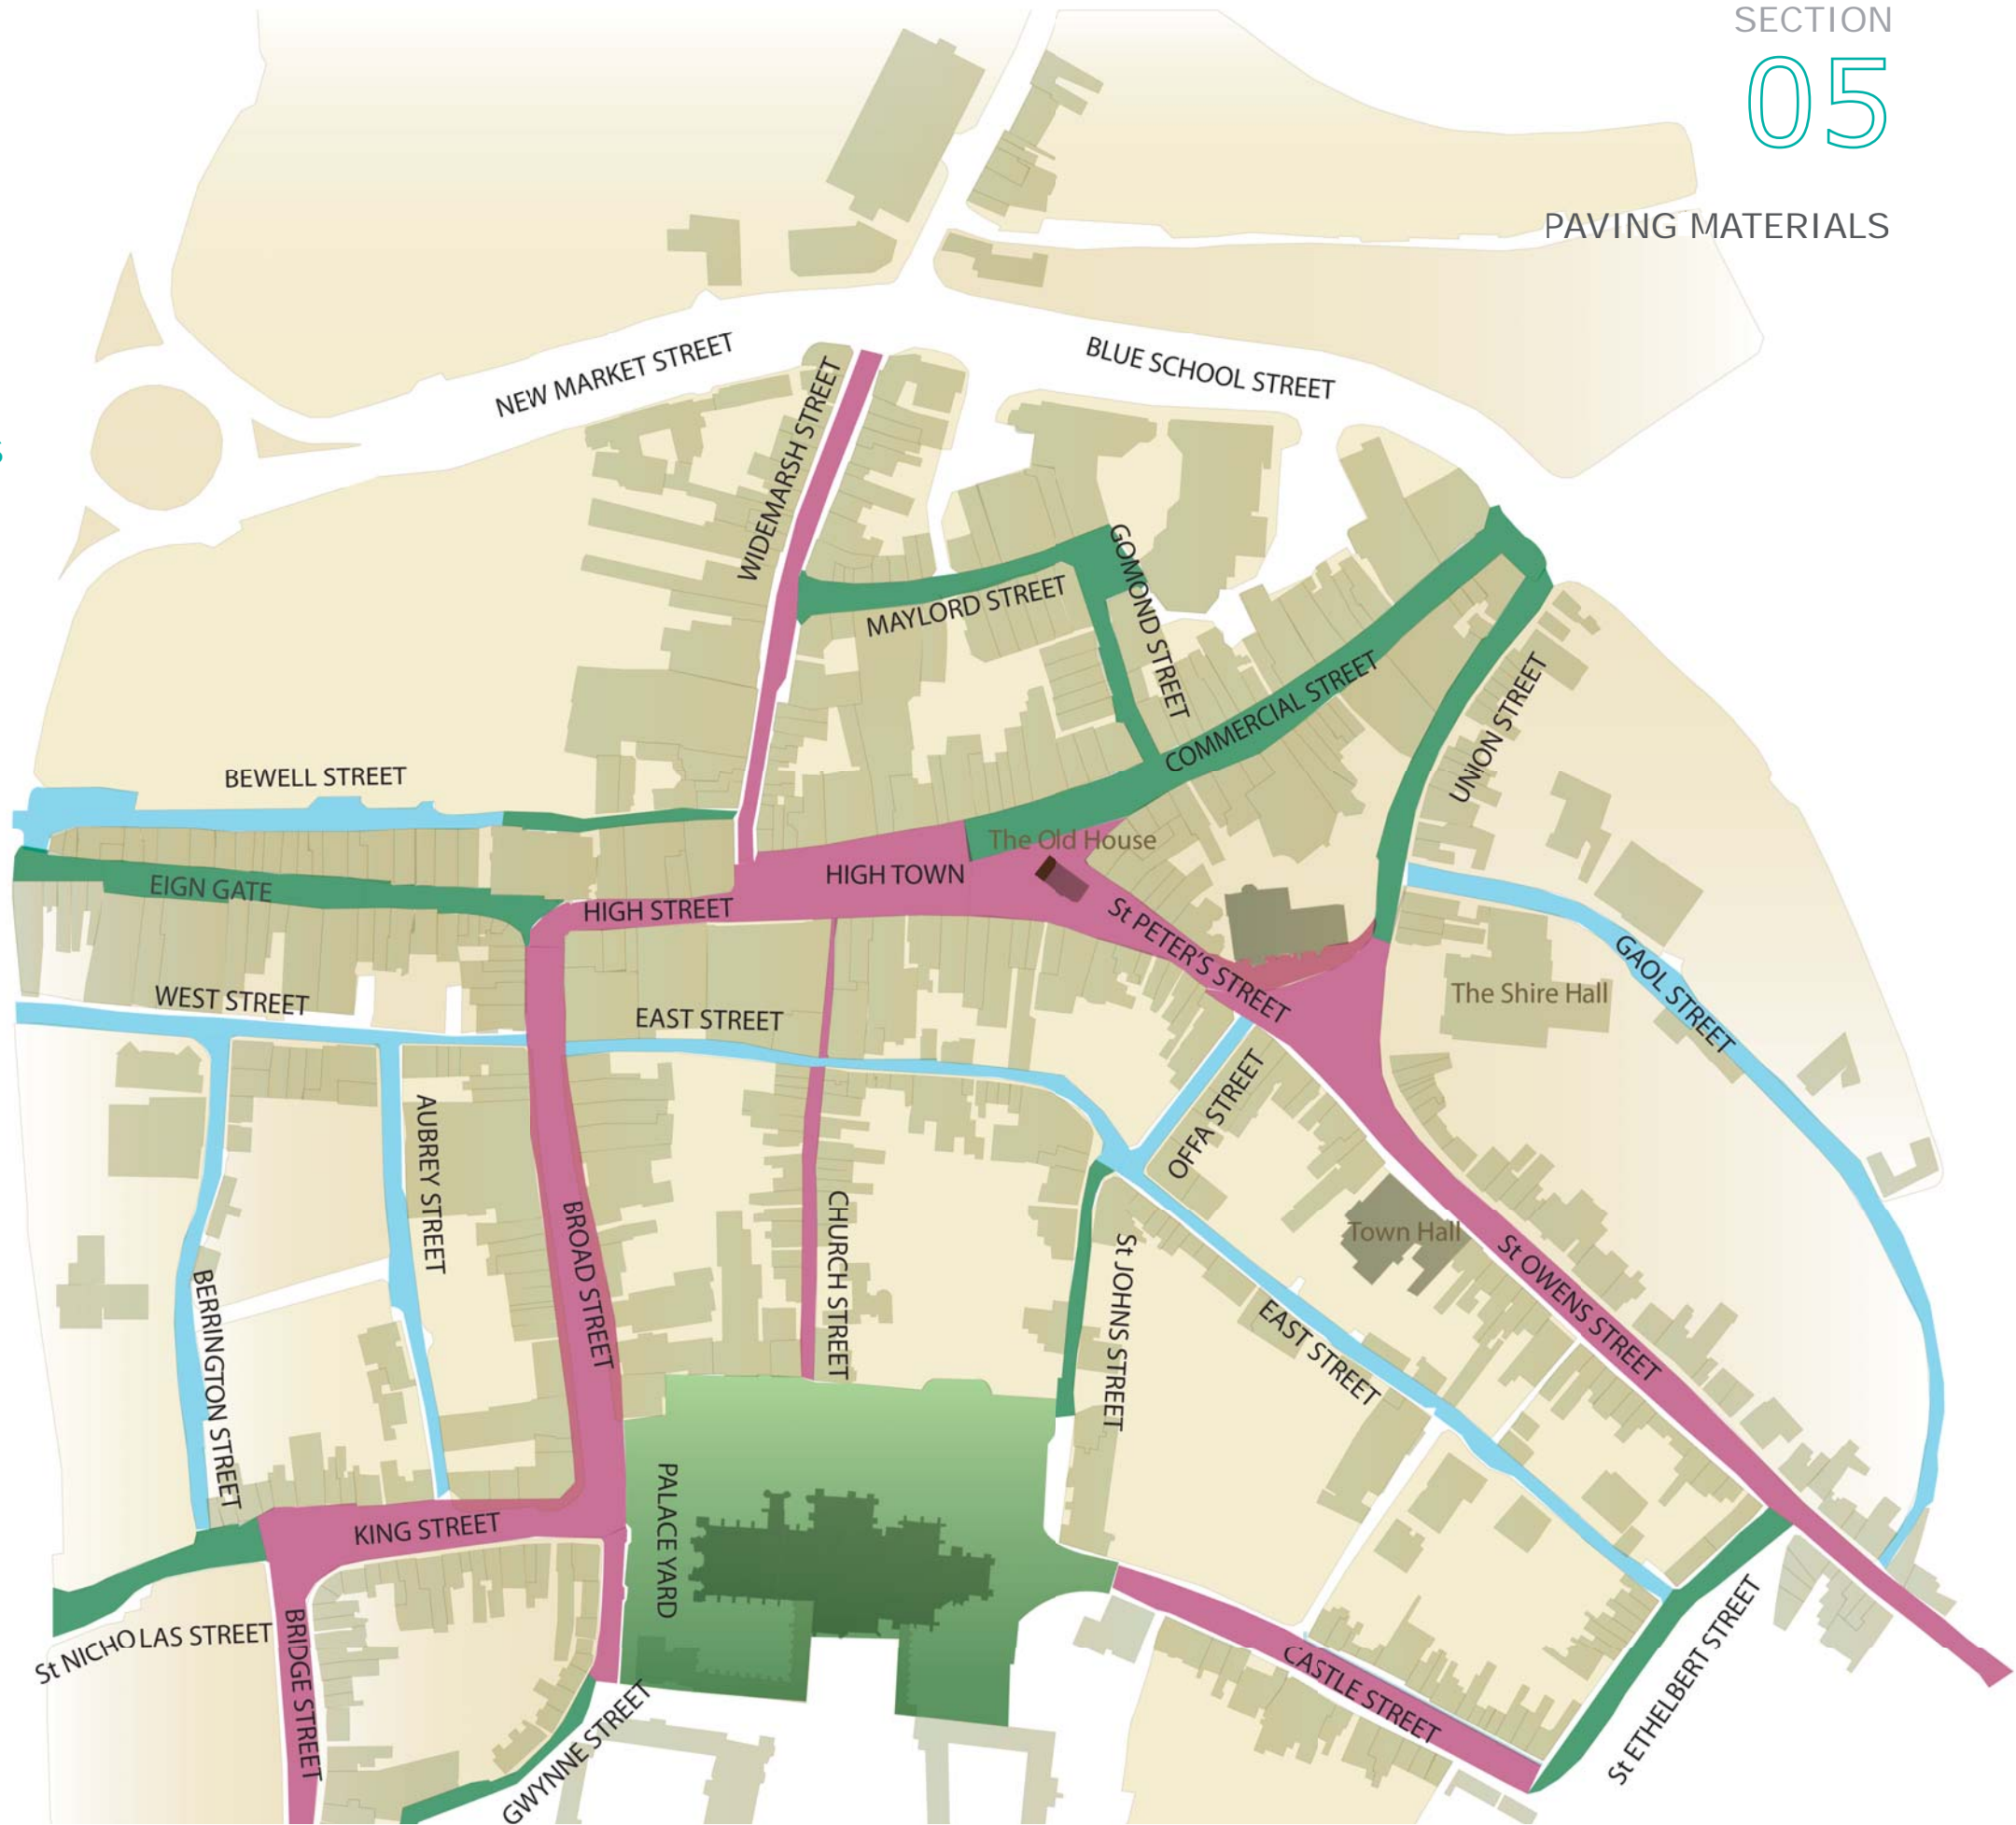 SECTION
05
PAVING MATERIALS
s
NEW MARKET STREET
BLUE SCHOOL STREET
WIDEMARSH STREET
GOMOND STREET
MAYLORD STREET
COMMERCIAL STREET
UNION STREET
BEWELL STREET
The Old House
HIGH TOWN
EIGN GATE
HIGH STREET
St PETER'S STREET
GAOL STREET
The Shire Hall
WEST STREET
EAST STREET
OFFA STREET
AUBREY STREET
BROAD STREET
CHURCH STREET
St JOHNS STREET
Town Hall
St OWENS STREET
BERRINGTON STREET
EAST STREET
PALACE YARD
KING STREET
St NICHOLAS STREET
BRIDGE STREET
CASTLE STREET
St ETHELBERT STREET
GWYNNE STREET